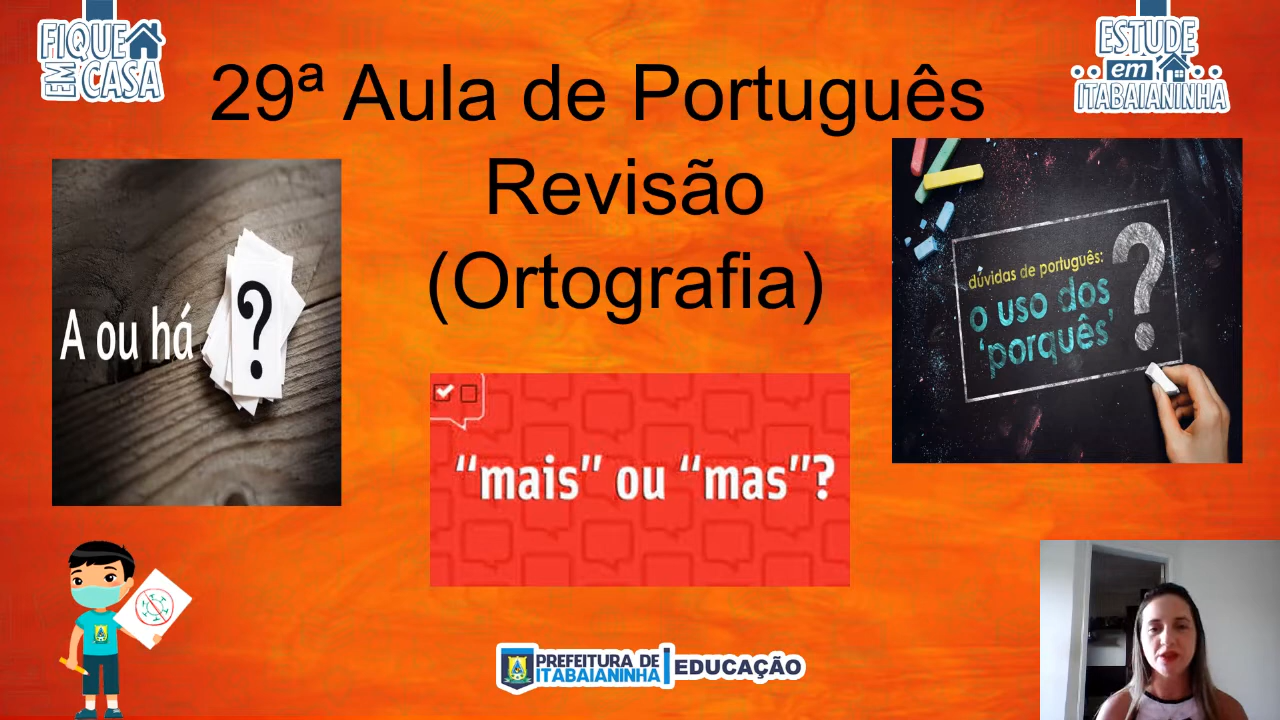 FIQUE
EM CASA
ESTUDE
em
ITABAIANINHA
29ª Aula de Português
Revisão
(Ortografia)
A ou há
?
dúvidas de português:
o uso dos
'porquês'
?
“mais” ou “mas”?
PREFEITURA DE
ITABAIANINHA
EDUCAÇÃO